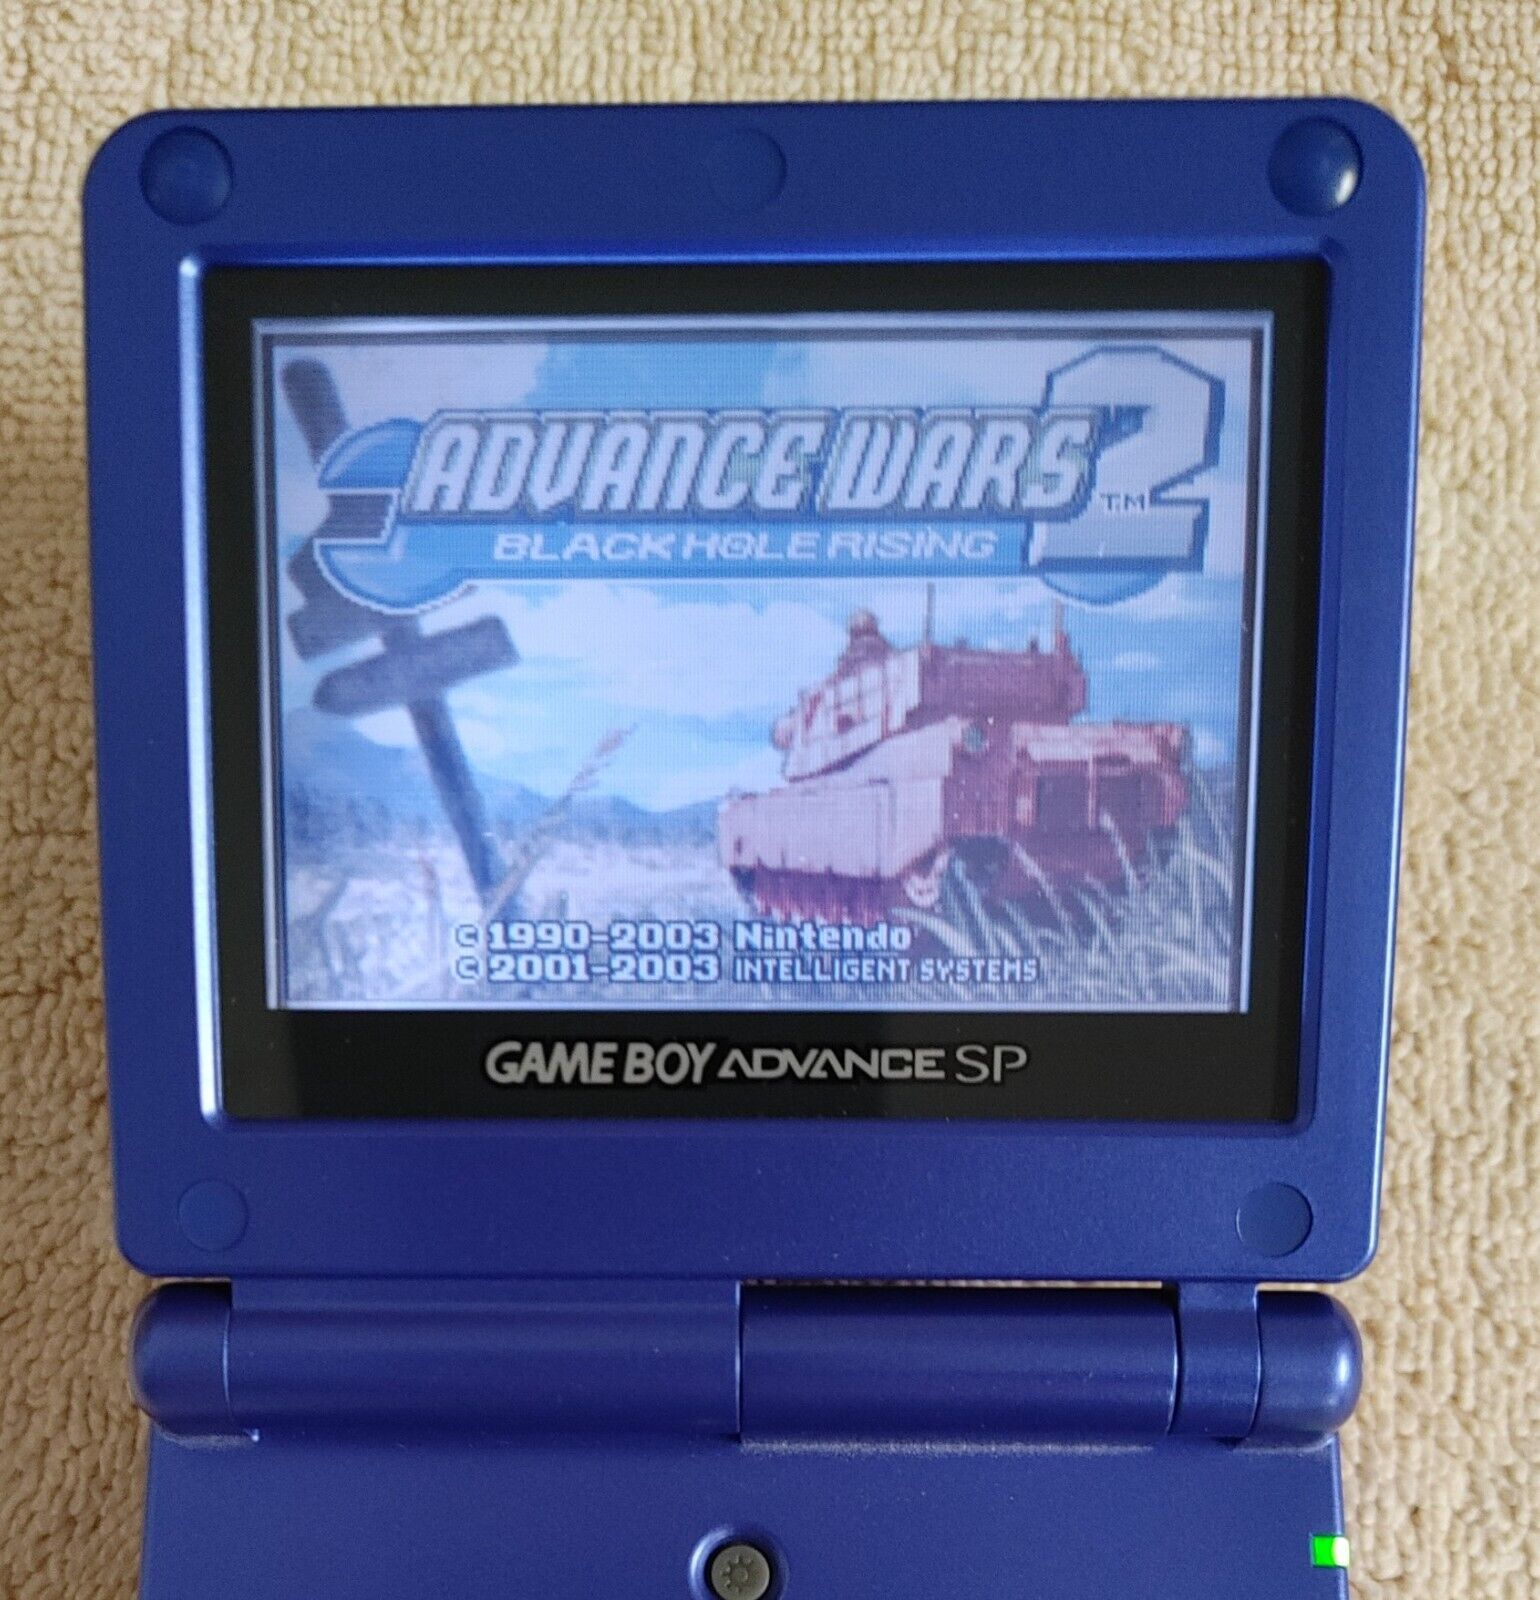 ADVANCE WARS 2 ™
BLACK HOLE RISING
© 1990-2003 Nintendo
© 2001-2003 INTELLIGENT SYSTEMS
GAME BOY ADVANCE SP